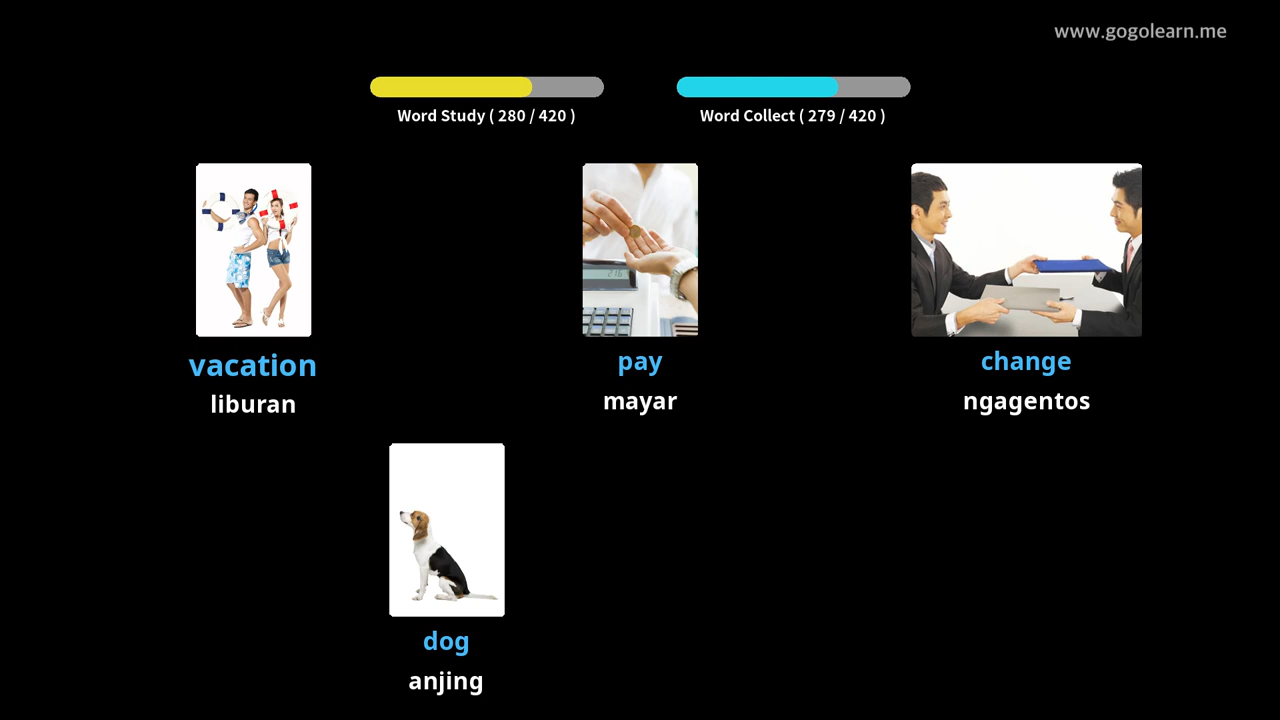 www.gogolearn.me
Word Study ( 280 / 420 )
Word Collect ( 279 / 420 )
vacation
liburan
pay
mayar
change
ngagentos
dog
anjing